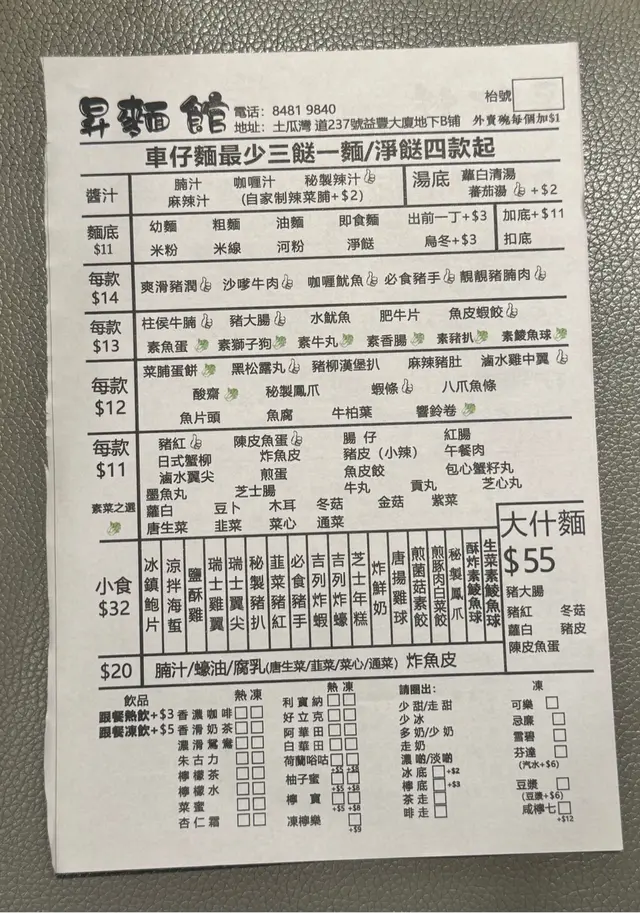 昇麵館
枱號
電話：8481 9840
地址：土瓜灣 道237號益豐大廈地下B铺 外賣碗每個加$1
車仔麵最少三餸一麵/淨餸四款起
醬汁
腩汁 咖喱汁 秘製辣汁
麻辣汁 (自家制辣菜脯+$2)
湯底 蘿白清湯
蕃茄湯 +$2
麵底
$11
幼麵 粗麵 油麵 即食麵 出前一丁+$3
米粉 米線 河粉 淨餸 烏冬+$3
加底+$11
扣底
每款
$14
爽滑豬潤 沙嗲牛肉 咖喱魷魚 必食豬手 靚靚豬腩肉
每款
$13
柱侯牛腩 豬大腸 水魷魚 肥牛片 魚皮蝦餃
素魚蛋 素獅子狗 素牛丸 素香腸 素豬扒 素鯪魚球
每款
$12
菜脯蛋餅 黑松露丸 豬柳漢堡扒 麻辣豬肚 滷水雞中翼
酸齋 秘製鳳爪 蝦條 八爪魚條
魚片頭 魚腐 牛柏葉 響鈴卷
每款
$11
素菜之選
豬紅 陳皮魚蛋 腸 仔 紅腸
日式蟹柳 炸魚皮 豬皮（小辣） 午餐肉
滷水翼尖 煎蛋 魚皮餃 包心蟹籽丸
墨魚丸 芝士腸 牛丸 貢丸 芝心丸
蘿白 豆卜 木耳 冬菇 金菇 紫菜
唐生菜 韮菜 菜心 通菜
大什麵
$55
豬大腸
豬紅 冬菇
蘿白 豬皮
陳皮魚蛋
小食
$32
冰鎮鮑片
涼拌海蜇
鹽酥雞
瑞士雞翼
瑞士翼尖
秘製豬扒
韮菜豬紅
必食豬手
吉列炸蝦
吉列炸蠔
芝士年糕
炸鮮奶
唐揚雞球
煎菌菇素餃
煎豚肉白菜餃
秘製鳳爪
酥炸素鯪魚球
生菜素鯪魚球
$20
腩汁/蠔油/腐乳(唐生菜/韮菜/菜心/通菜) 炸魚皮
飲品
跟餐熱飲+$3
跟餐凍飲+$5
熱 凍
香濃咖啡
香滑奶茶
濃滑鴛鴦
朱古力
檸檬茶
檸檬水
菜蜜
杏仁霜
熱 凍
利賓納
好立克
阿華田
白華田
荷蘭哈咕
+$5 +$8
柚子蜜
+$5 +$8
檸寶
+$5 +$8
凍檸樂
+$9
請圈出：
少甜/走甜
少冰
多奶/少奶
走奶
濃啲/淡啲
冰底 +$2
檸底 +$3
茶走
啡走
凍
可樂
忌廉
雪碧
芬達
(汽水+$6)
豆漿
(豆漿+$6)
咸檸七
+$12